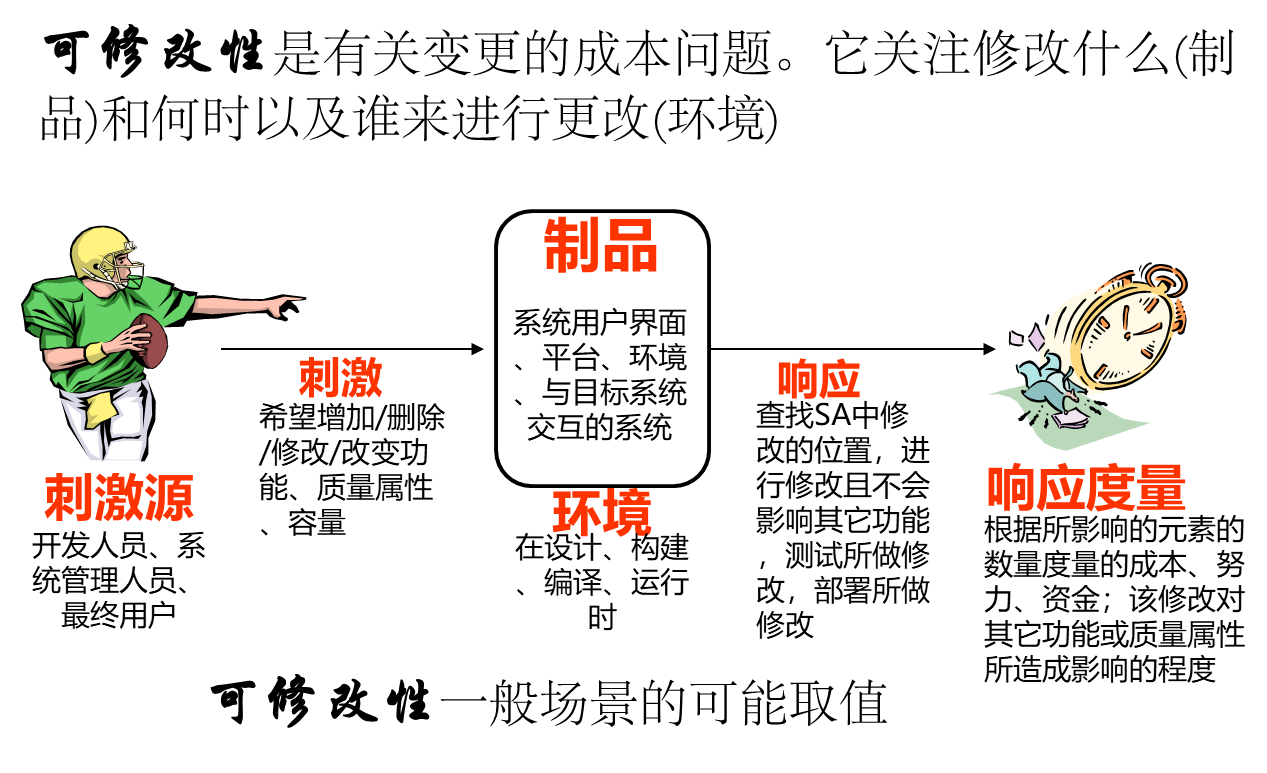 可修改性是有关变更的成本问题。它关注修改什么(制
品)和何时以及谁来进行更改(环境)
刺激源
开发人员、系
统管理人员、
最终用户
刺激
希望增加/删除
/修改/改变功
能、质量属性
、容量
制品
系统用户界面
、平台、环境
、与目标系统
交互的系统
环境
在设计、构建
、编译、运行
时
响应
查找SA中修
改的位置，进
行修改且不会
影响其它功能
，测试所做修
改，部署所做
修改
响应度量
根据所影响的元素的
数量度量的成本、努
力、资金；该修改对
其它功能或质量属性
所造成影响的程度
可修改性一般场景的可能取值